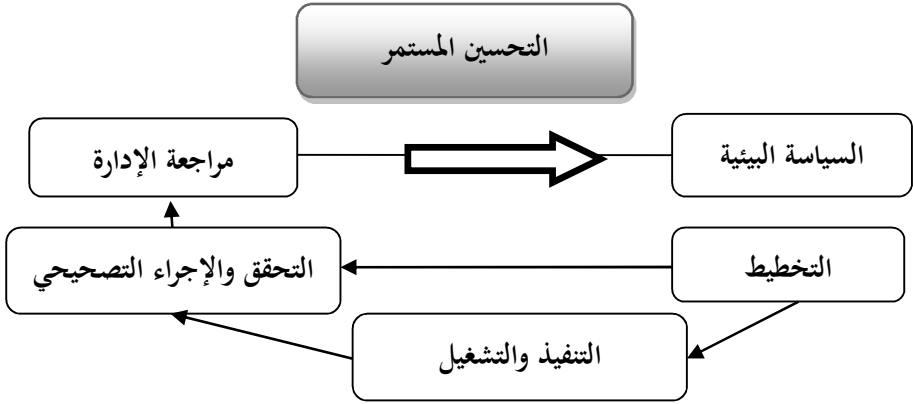 التحسين المستمر
السياسة البيئية
مراجعة الإدارة
التخطيط
التحقق والإجراء التصحيحي
التنفيذ والتشغيل